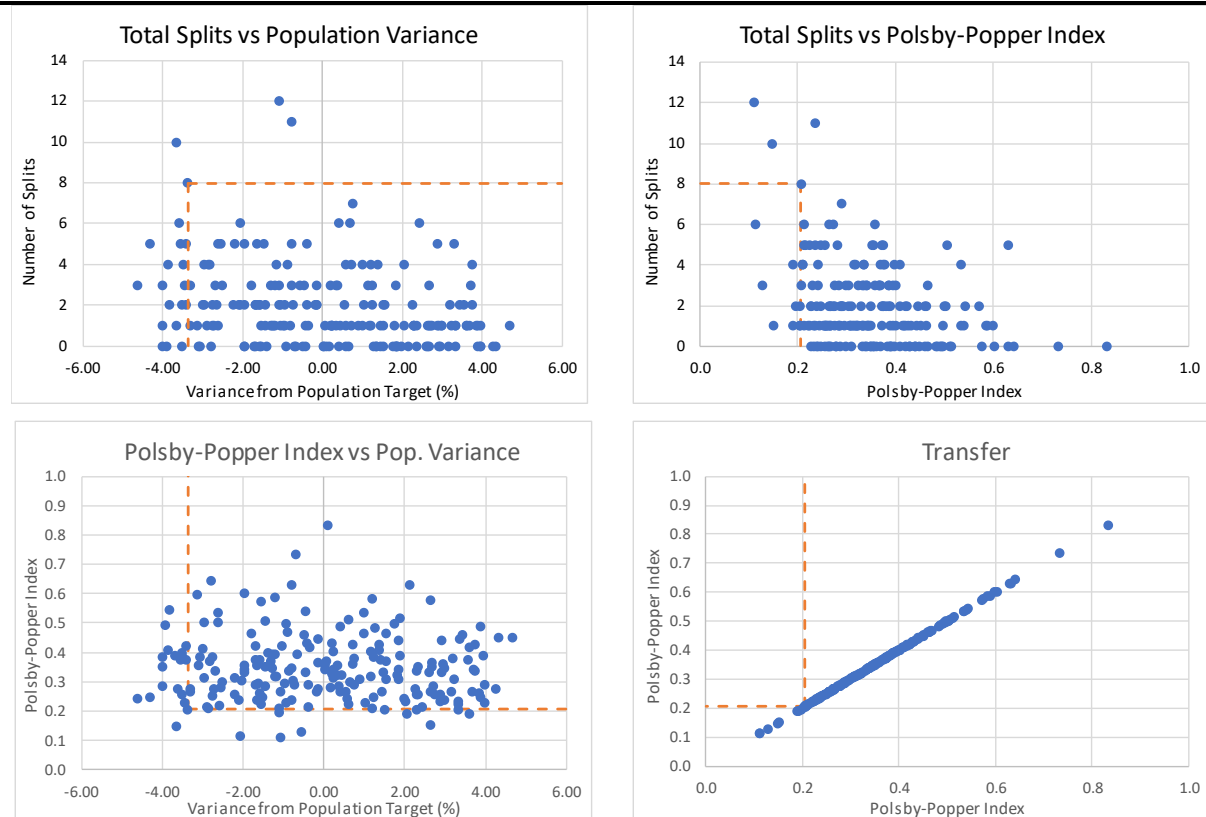 Total Splits vs Population Variance
14
12
10
8
6
4
2
0
Number of Splits
-6.00 -4.00 -2.00 0.00 2.00 4.00 6.00
Variance from Population Target (%)
Total Splits vs Polsby-Popper Index
14
12
10
8
6
4
2
0
Number of Splits
0.0 0.2 0.4 0.6 0.8 1.0
Polsby-Popper Index
Polsby-Popper Index vs Pop. Variance
1.0
0.9
0.8
0.7
0.6
0.5
0.4
0.3
0.2
0.1
0.0
Polsby-Popper Index
-6.00 -4.00 -2.00 0.00 2.00 4.00 6.00
Variance from Population Target (%)
Transfer
1.0
0.9
0.8
0.7
0.6
0.5
0.4
0.3
0.2
0.1
0.0
Polsby-Popper Index
0.0 0.2 0.4 0.6 0.8 1.0
Polsby-Popper Index